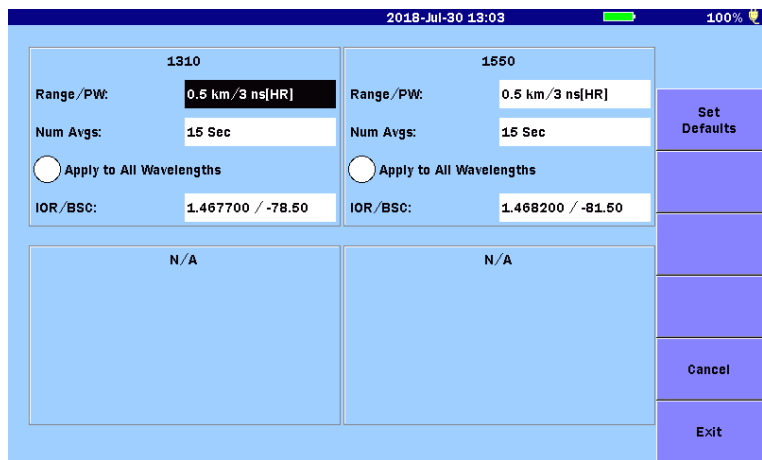 2018-Jul-30 13:03 100%
1310
Range/PW: 0.5 km/3 ns[HR]
Num Avgs: 15 Sec
Apply to All Wavelengths
IOR/BSC: 1.467700 / -78.50
1550
Range/PW: 0.5 km/3 ns[HR]
Num Avgs: 15 Sec
Apply to All Wavelengths
IOR/BSC: 1.468200 / -81.50
N/A
N/A
Set
Defaults
Cancel
Exit